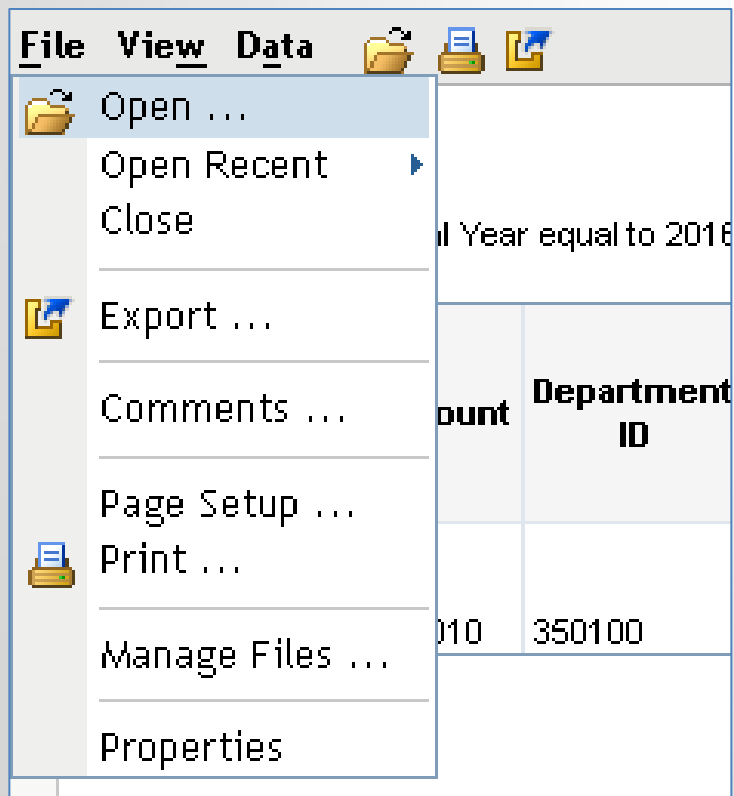 File View Data
Open ...
Open Recent
Close
l Year equal to 2016
Export ...
Department
ID
ount
Comments ...
Page Setup ...
Print ...
010 350100
Manage Files ...
Properties